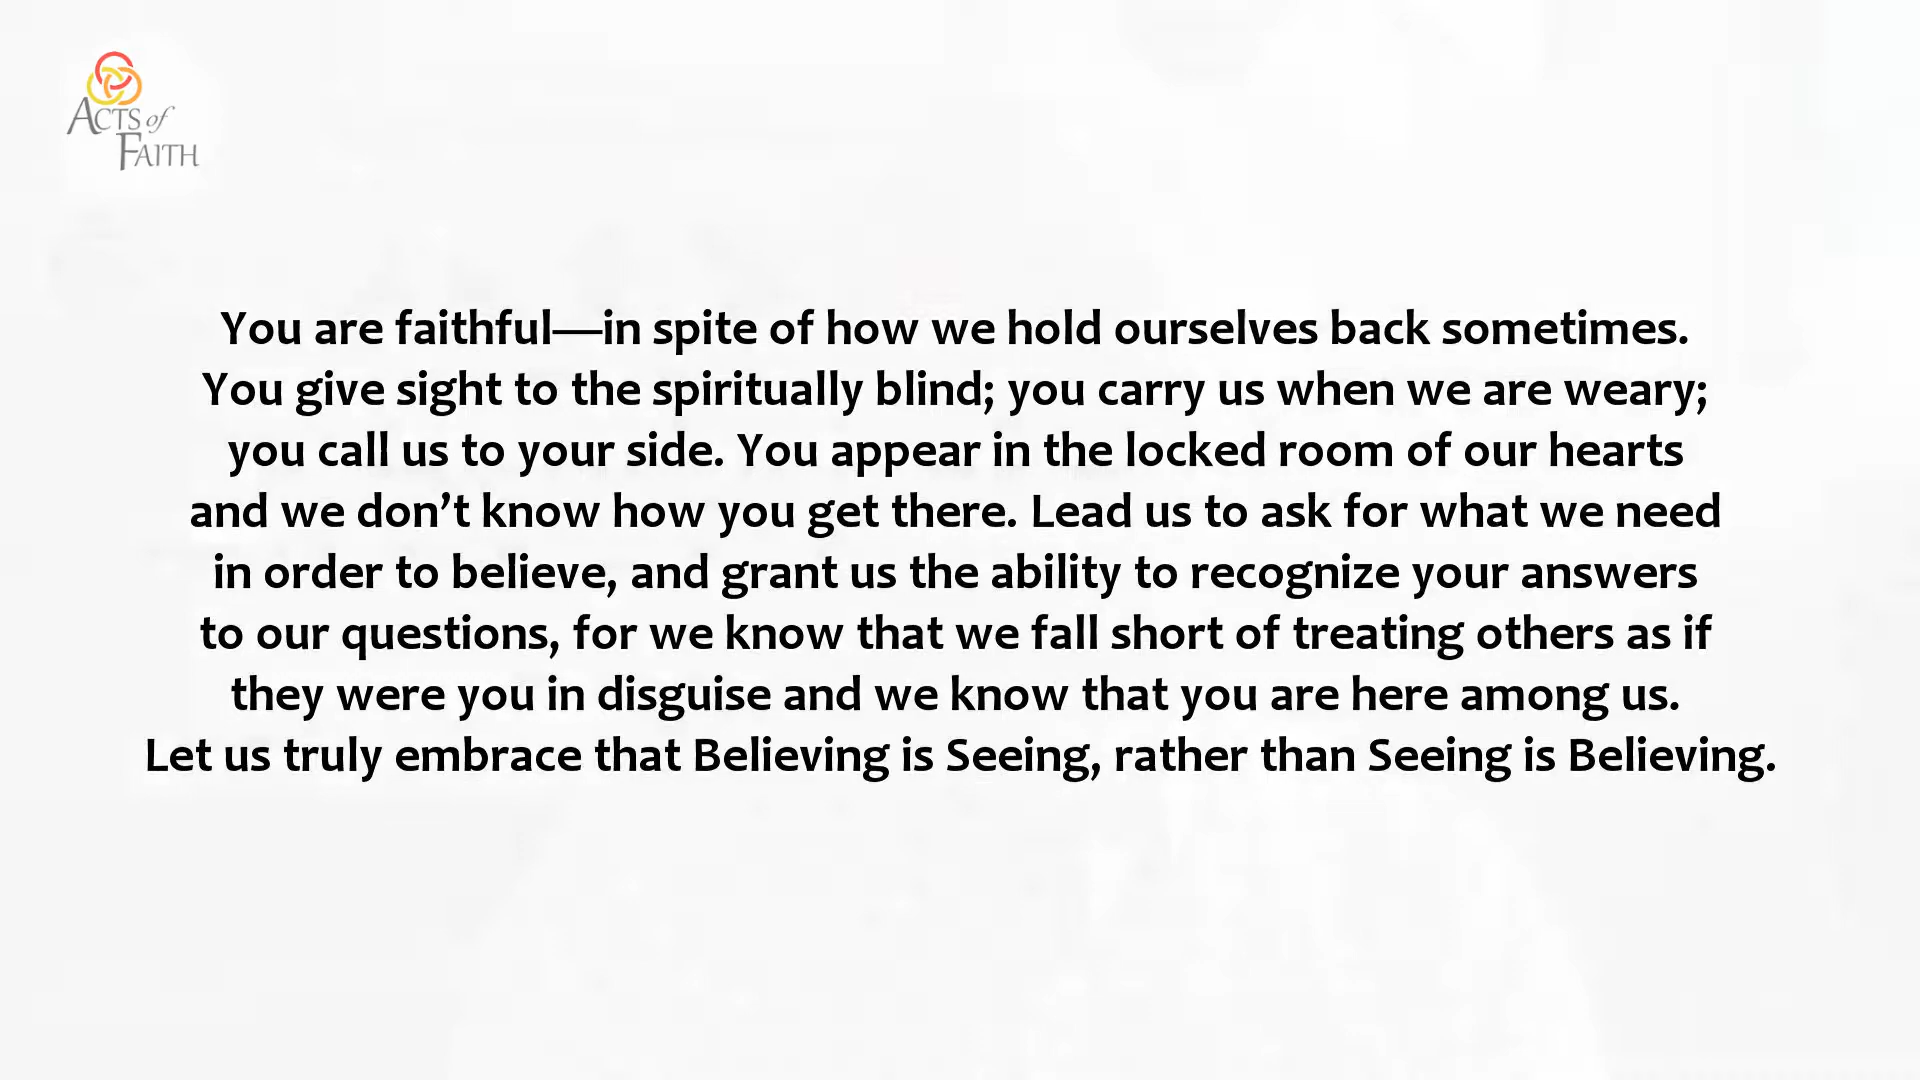 Acts of
Faith
You are faithful—in spite of how we hold ourselves back sometimes.
You give sight to the spiritually blind; you carry us when we are weary;
you call us to your side. You appear in the locked room of our hearts
and we don’t know how you get there. Lead us to ask for what we need
in order to believe, and grant us the ability to recognize your answers
to our questions, for we know that we fall short of treating others as if
they were you in disguise and we know that you are here among us.
Let us truly embrace that Believing is Seeing, rather than Seeing is Believing.